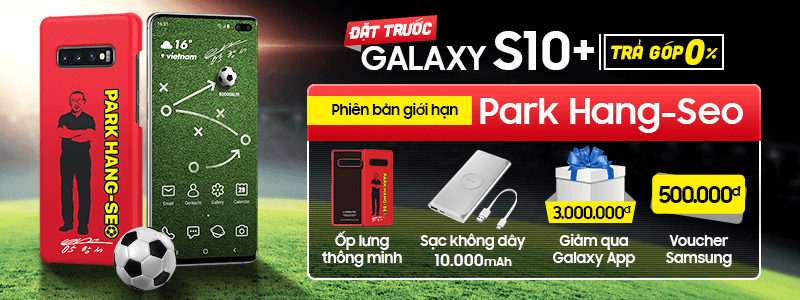 PARK HANG-SEO
16:31
16°
vietnam
Email
Contacts
Gallery
Calendar
ĐẶT TRƯỚC
GALAXY S10+
TRẢ GÓP 0%
Phiên bản giới hạn
Park Hang-Seo
Ốp lưng
thông minh
Sạc không dây
10.000mAh
3.000.000đ
Giảm qua
Galaxy App
500.000đ
Voucher
Samsung